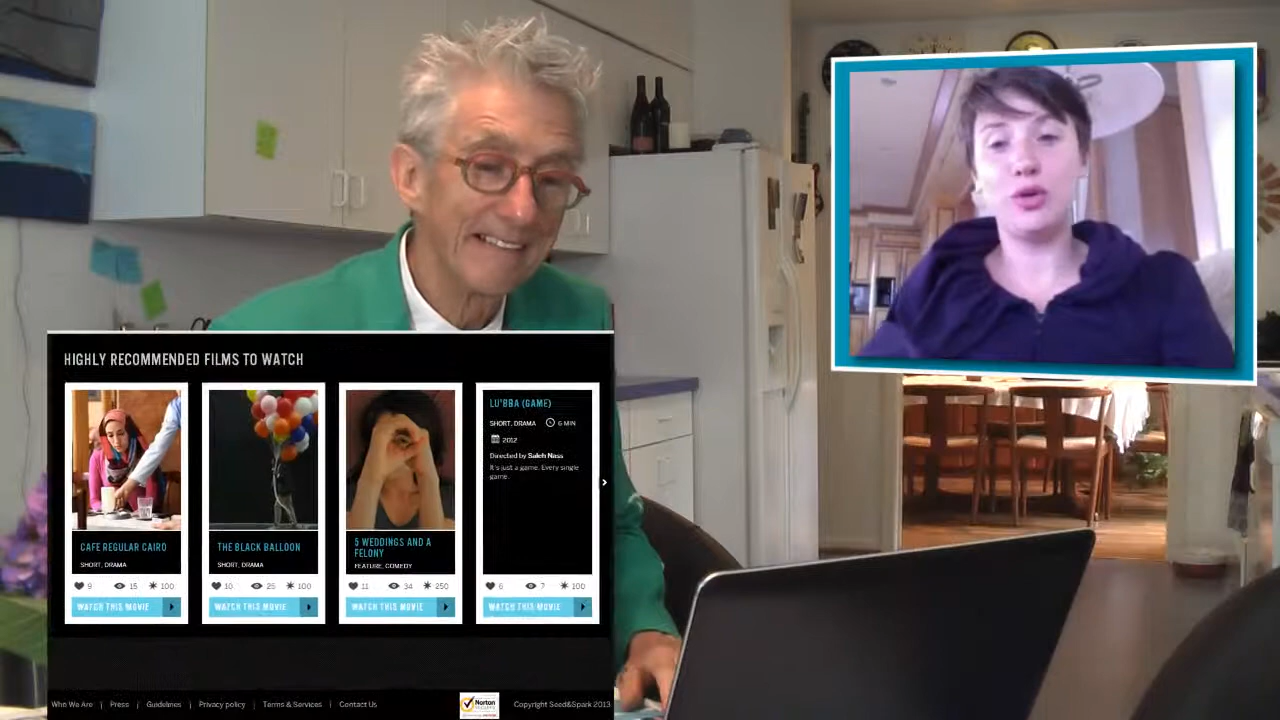 HIGHLY RECOMMENDED FILMS TO WATCH
CAFE REGULAR CAIRO
SHORT, DRAMA
9 15 100
WATCH THIS MOVIE
THE BLACK BALLOON
SHORT, DRAMA
10 25 100
WATCH THIS MOVIE
5 WEDDINGS AND A
FELONY
FEATURE, COMEDY
11 34 250
WATCH THIS MOVIE
LU'BBA (GAME)
SHORT, DRAMA 6 MIN
2012
Directed by Saleh Nass
It's just a game. Every single
game.
6 7 100
WATCH THIS MOVIE
Who We Are | Press | Guidelines | Privacy policy | Terms & Services | Contact Us
Norton
Copyright Seed&Spark 2013